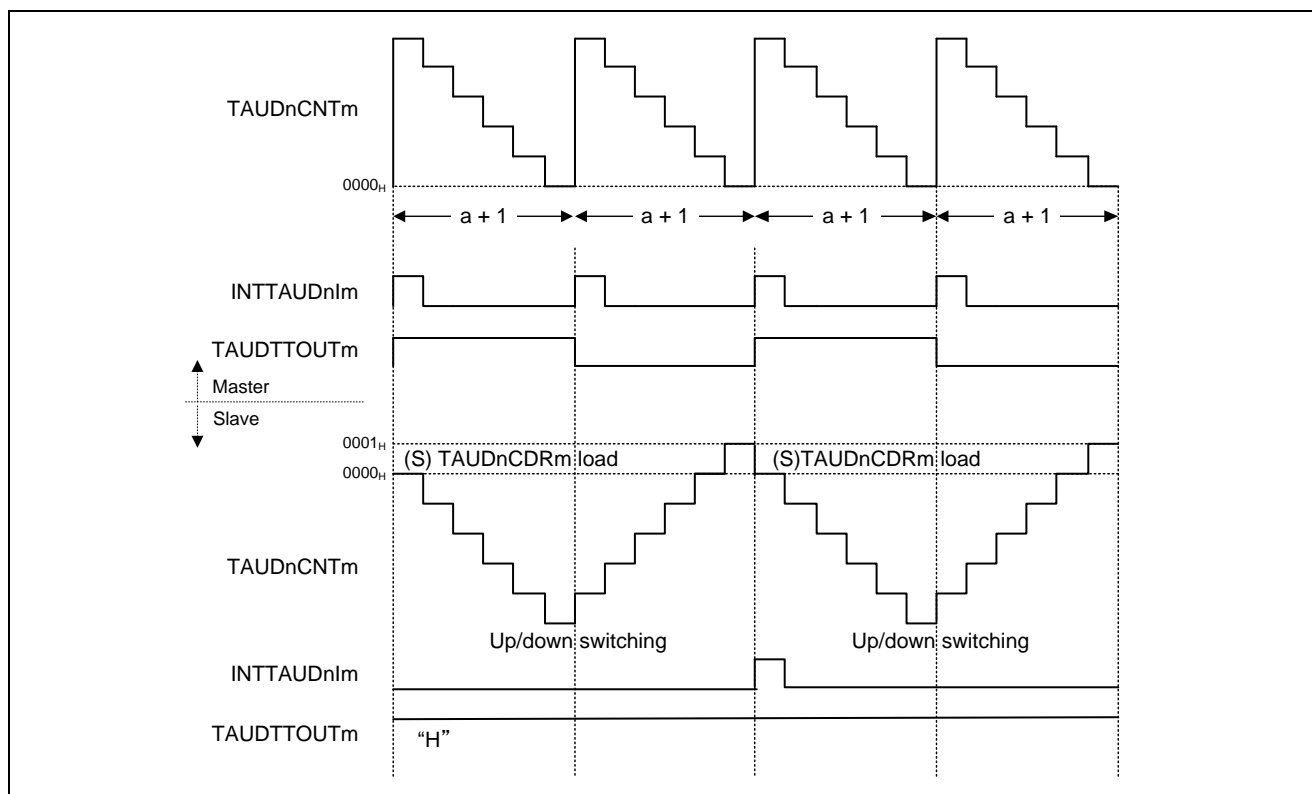 TAUDnCNTm
0000H
a + 1 a + 1 a + 1 a + 1
INTTAUDnIm
TAUDTTOUTm
Master
Slave
0001H
(S) TAUDnCDRm load (S)TAUDnCDRm load
0000H
TAUDnCNTm
Up/down switching Up/down switching
INTTAUDnIm
TAUDTTOUTm
“H”